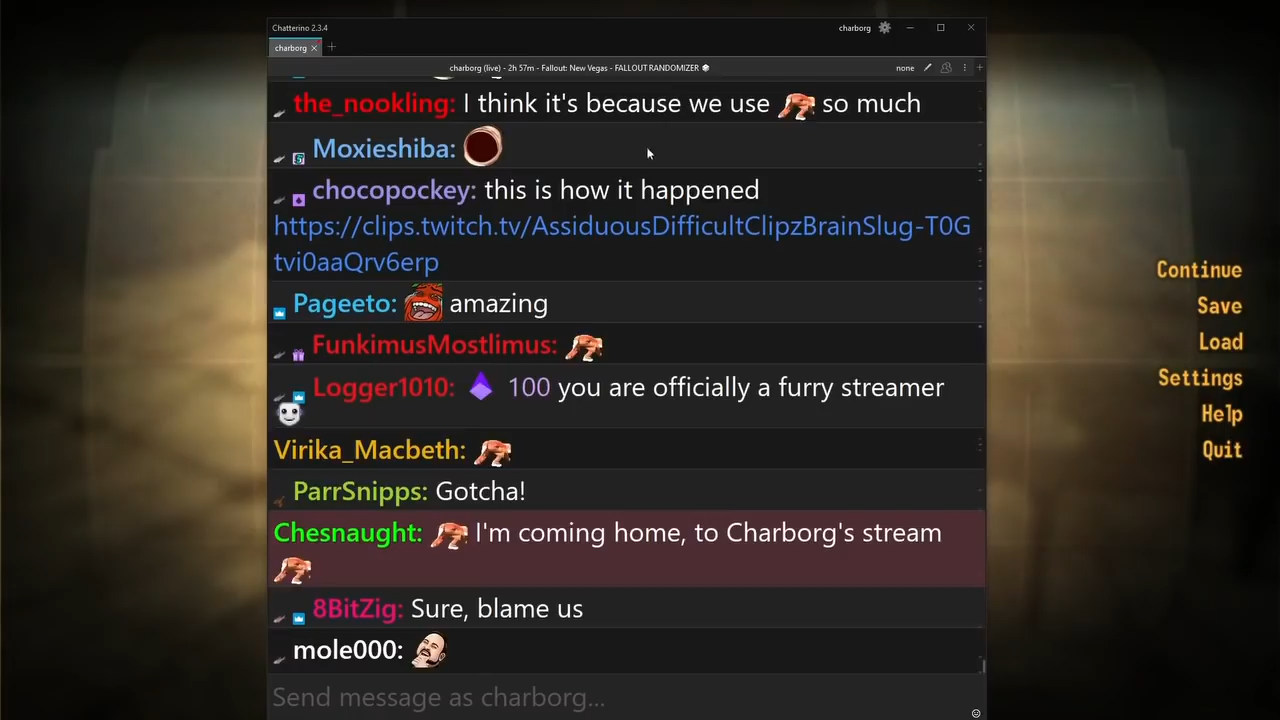 Chatterino 2.3.4
charborg
charborg
charborg (live) - 2h 57m - Fallout: New Vegas - FALLOUT RANDOMIZER
none
the_nookling: I think it's because we use so much
Moxieshiba:
chocopockey: this is how it happened
https://clips.twitch.tv/AssiduousDifficultClipzBrainSlug-T0G
tvi0aaQrv6erp
Pageeto: amazing
FunkimusMostlimus:
Logger1010: 100 you are officially a furry streamer
Virika_Macbeth:
ParrSnipps: Gotcha!
Chesnaught: I'm coming home, to Charborg's stream
8BitZig: Sure, blame us
mole000:
Send message as charborg...
Continue
Save
Load
Settings
Help
Quit